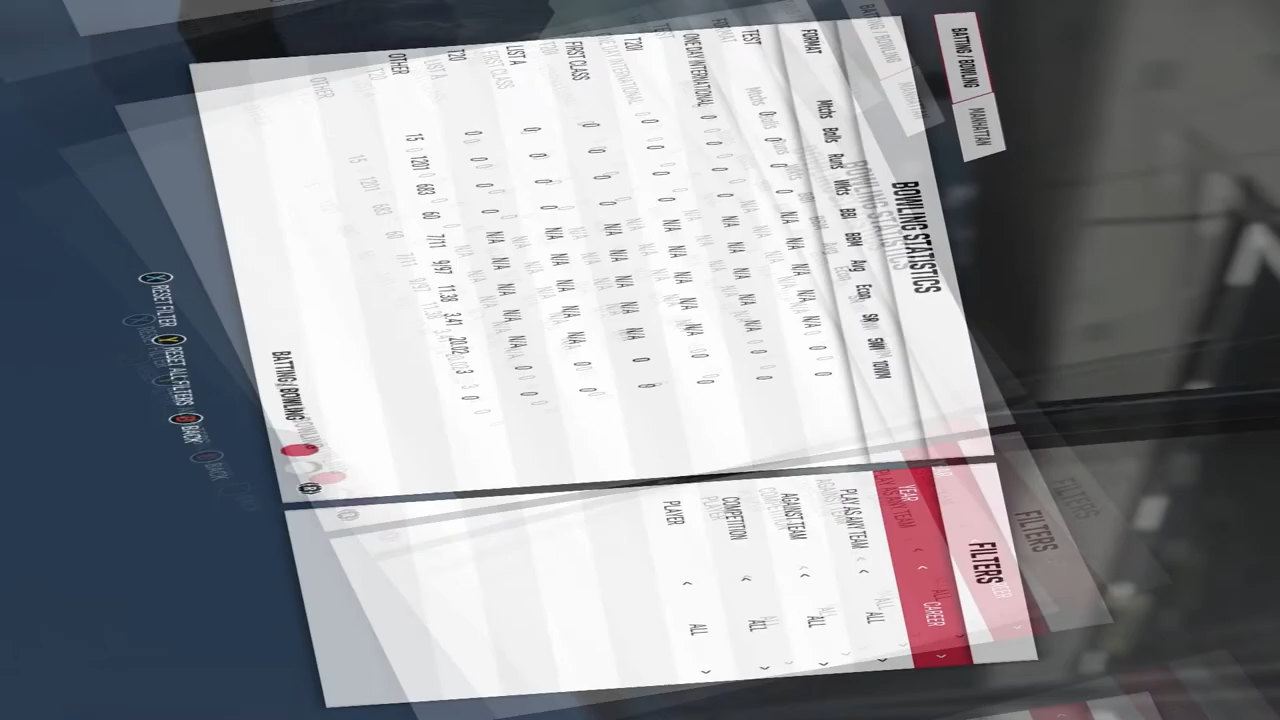 BATTING / BOWLING MANHATTAN
BOWLING STATISTICS
FORMAT Mtchs Balls Runs Wkts BBI BBM Avg Econ SR 5WI 10WM
TEST 0 0 0 0 N/A N/A N/A N/A 0 0
ONE DAY INTERNATIONAL 0 0 0 0 N/A N/A N/A N/A 0 0
T20I 0 0 0 0 N/A N/A N/A N/A 0 0
FIRST CLASS 0 0 0 0 N/A N/A N/A N/A 0 0
LIST A 0 0 0 0 N/A N/A N/A N/A 0 0
T20 0 0 0 0 N/A N/A N/A N/A 0 0
OTHER 15 1201 683 60 7/11 9/97 11.38 3.41 20.02 3 0
BATTING / BOWLING
FILTERS
YEAR < CAREER >
PLAY AS ANY TEAM < ALL >
AGAINST TEAM < ALL >
COMPETITION < ALL >
PLAYER < ALL >
X RESET FILTER Y RESET ALL FILTERS B BACK